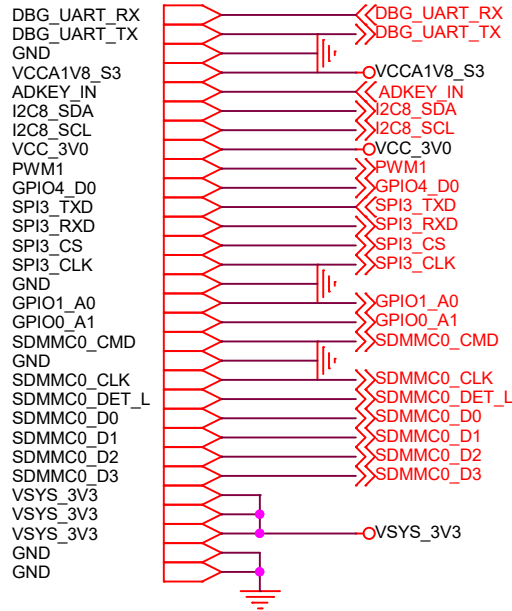 DBG_UART_RX DBG_UART_RX
DBG_UART_TX DBG_UART_TX
GND
VCCA1V8_S3 VCCA1V8_S3
ADKEY_IN ADKEY_IN
I2C8_SDA I2C8_SDA
I2C8_SCL I2C8_SCL
VCC_3V0 VCC_3V0
PWM1 PWM1
GPIO4_D0 GPIO4_D0
SPI3_TXD SPI3_TXD
SPI3_RXD SPI3_RXD
SPI3_CS SPI3_CS
SPI3_CLK SPI3_CLK
GND
GPIO1_A0 GPIO1_A0
GPIO0_A1 GPIO0_A1
SDMMC0_CMD SDMMC0_CMD
GND
SDMMC0_CLK SDMMC0_CLK
SDMMC0_DET_L SDMMC0_DET_L
SDMMC0_D0 SDMMC0_D0
SDMMC0_D1 SDMMC0_D1
SDMMC0_D2 SDMMC0_D2
SDMMC0_D3 SDMMC0_D3
VSYS_3V3
VSYS_3V3
VSYS_3V3 VSYS_3V3
GND
GND